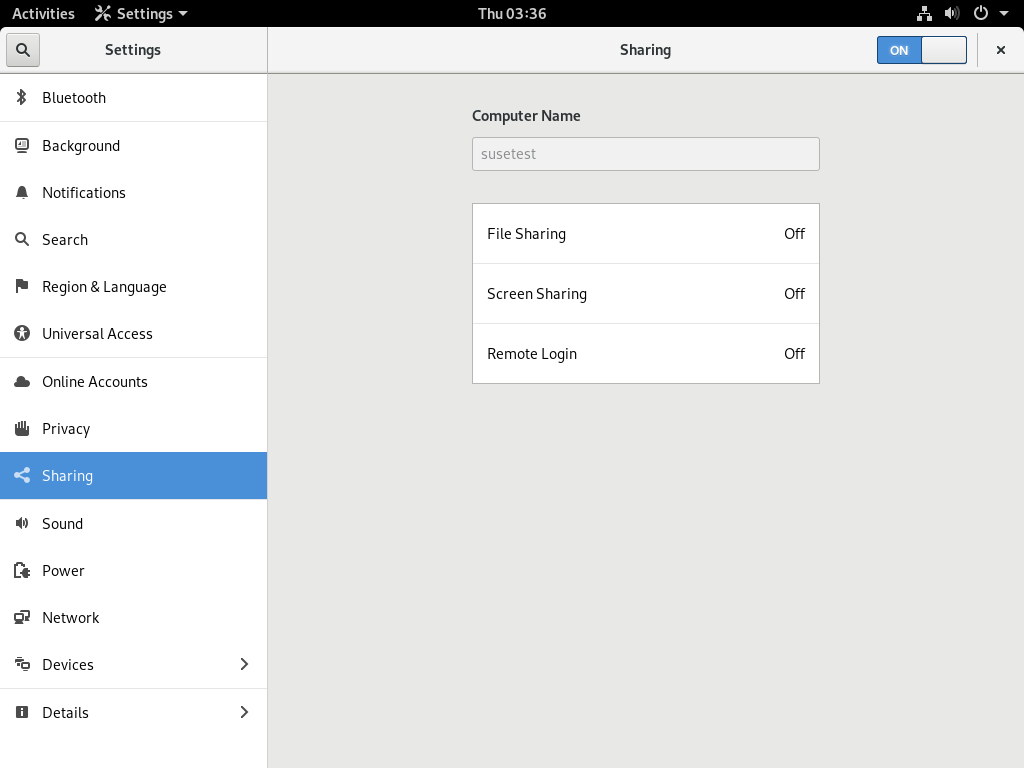 Activities Settings Thu 03:36
Settings
Sharing
ON
Bluetooth
Background
Notifications
Search
Region & Language
Universal Access
Online Accounts
Privacy
Sharing
Sound
Power
Network
Devices
Details
Computer Name
susetest
File Sharing Off
Screen Sharing Off
Remote Login Off